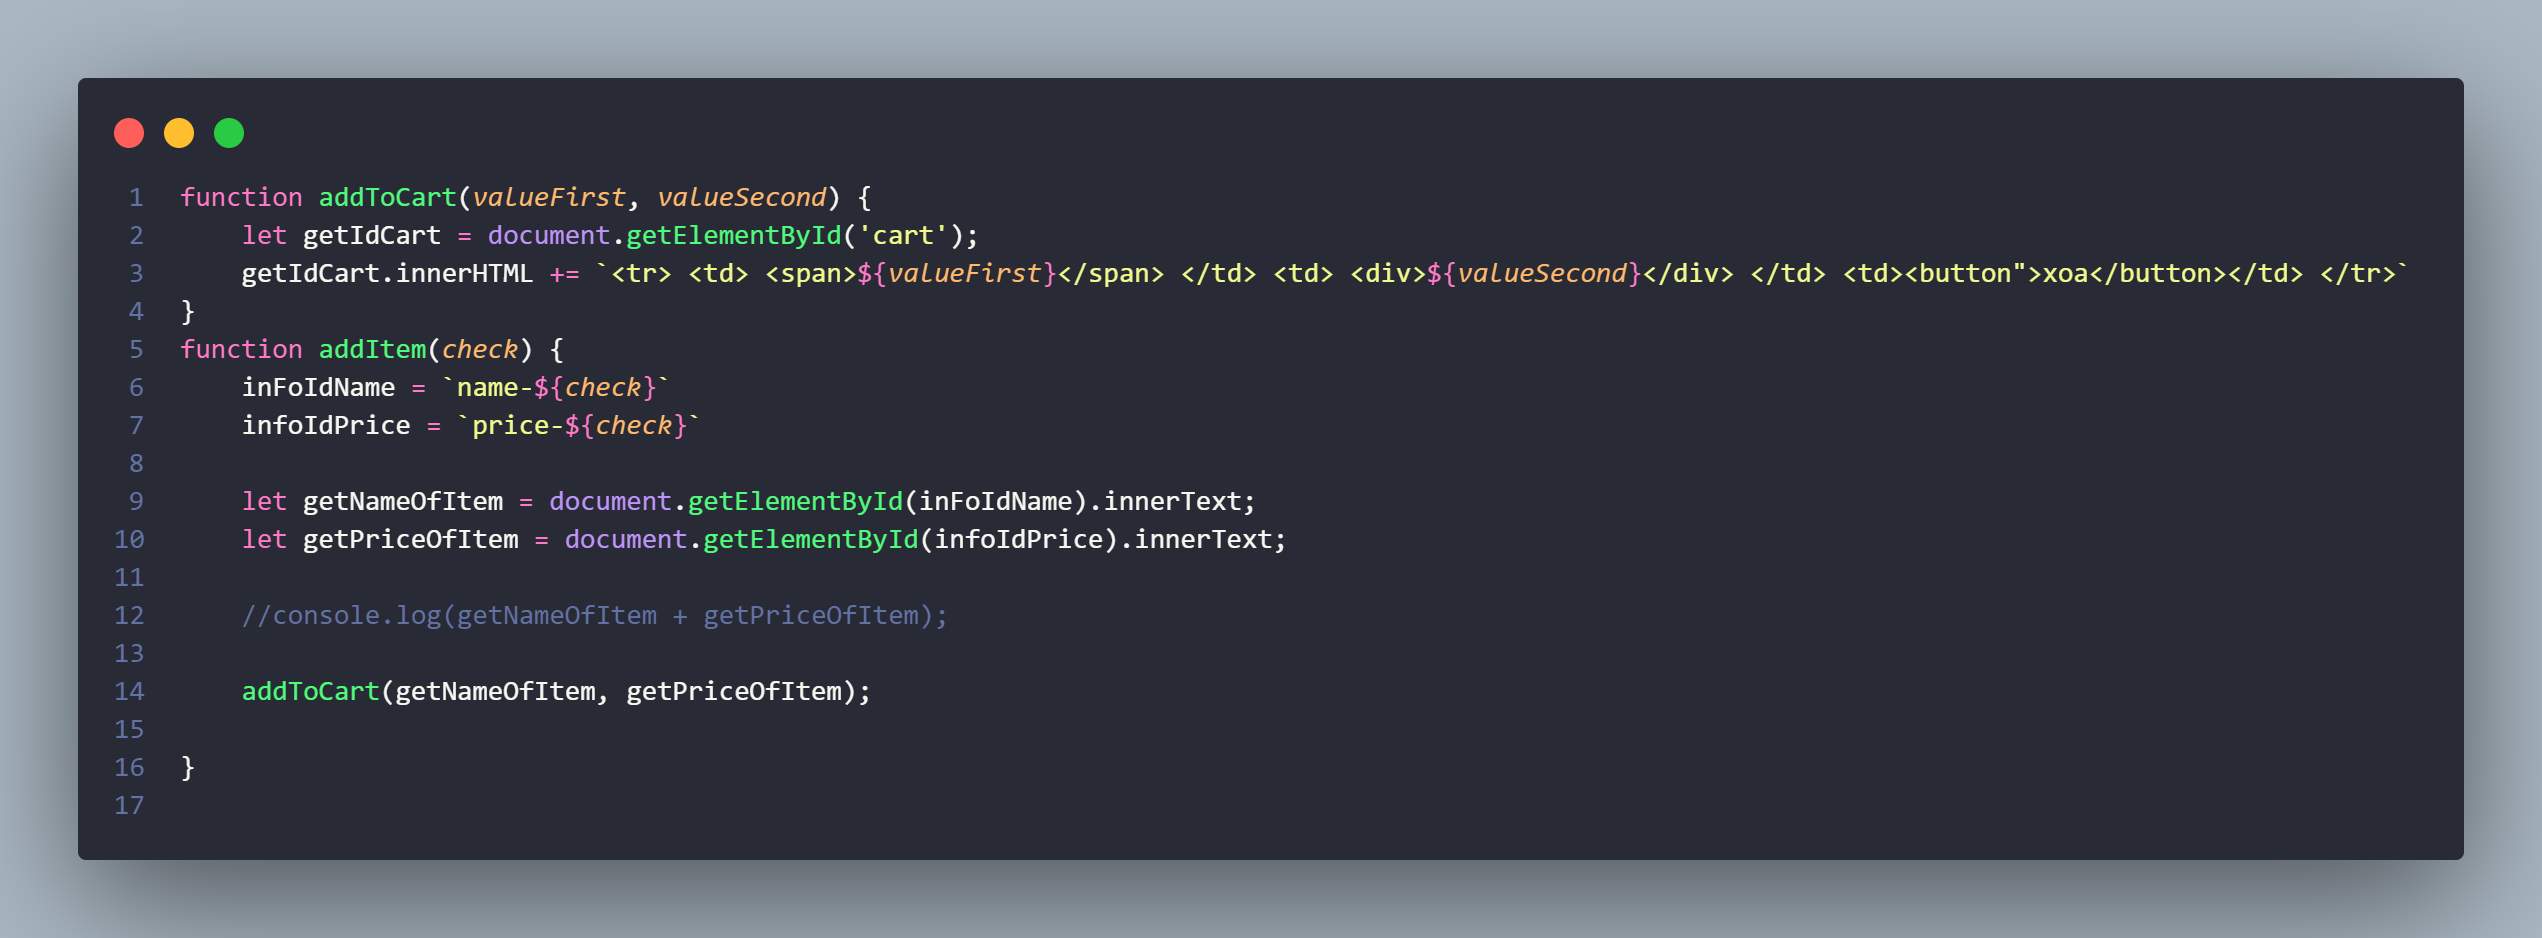 1 function addToCart(valueFirst, valueSecond) {
2     let getIdCart = document.getElementById('cart');
3     getIdCart.innerHTML += `<tr> <td> <span>${valueFirst}</span> </td> <td> <div>${valueSecond}</div> </td> <td><button">xoa</button></td> </tr>`
4 }
5 function addItem(check) {
6     inFoIdName = `name-${check}`
7     infoIdPrice = `price-${check}`
8
9     let getNameOfItem = document.getElementById(inFoIdName).innerText;
10     let getPriceOfItem = document.getElementById(infoIdPrice).innerText;
11
12     //console.log(getNameOfItem + getPriceOfItem);
13
14     addToCart(getNameOfItem, getPriceOfItem);
15
16 }
17